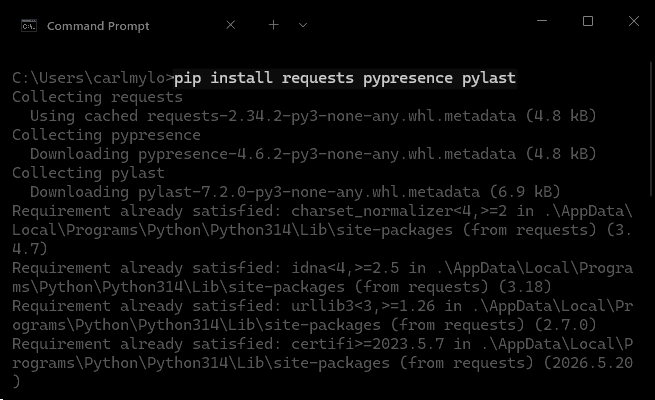 Command Prompt
C:\Users\carlmylo>pip install requests pypresence pylast
Collecting requests
  Using cached requests-2.34.2-py3-none-any.whl.metadata (4.8 kB)
Collecting pypresence
  Downloading pypresence-4.6.2-py3-none-any.whl.metadata (4.8 kB)
Collecting pylast
  Downloading pylast-7.2.0-py3-none-any.whl.metadata (6.9 kB)
Requirement already satisfied: charset_normalizer<4,>=2 in .\AppData\
Local\Programs\Python\Python314\Lib\site-packages (from requests) (3.
4.7)
Requirement already satisfied: idna<4,>=2.5 in .\AppData\Local\Progra
ms\Python\Python314\Lib\site-packages (from requests) (3.18)
Requirement already satisfied: urllib3<3,>=1.26 in .\AppData\Local\Pr
ograms\Python\Python314\Lib\site-packages (from requests) (2.7.0)
Requirement already satisfied: certifi>=2023.5.7 in .\AppData\Local\P
rograms\Python\Python314\Lib\site-packages (from requests) (2026.5.20
)